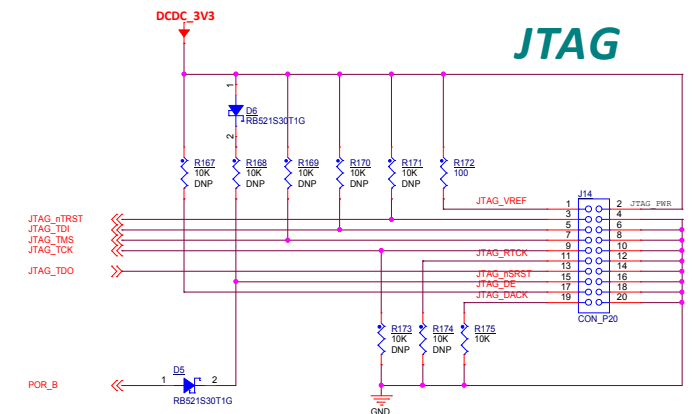 DCDC_3V3
JTAG
1
D6
RB521S30T1G
2
R167
10K
DNP
R168
10K
DNP
R169
10K
DNP
R170
10K
DNP
R171
10K
DNP
R172
100
J14
JTAG_VREF
JTAG_PWR
1 2
3 4
5 6
7 8
9 10
11 12
13 14
15 16
17 18
19 20
CON_P20
JTAG_nTRST
JTAG_TDI
JTAG_TMS
JTAG_TCK
JTAG_TDO
JTAG_RTCK
JTAG_nSRST
JTAG_DE
JTAG_DACK
R173
10K
DNP
R174
10K
DNP
R175
10K
D5
POR_B
1 2
RB521S30T1G
GND